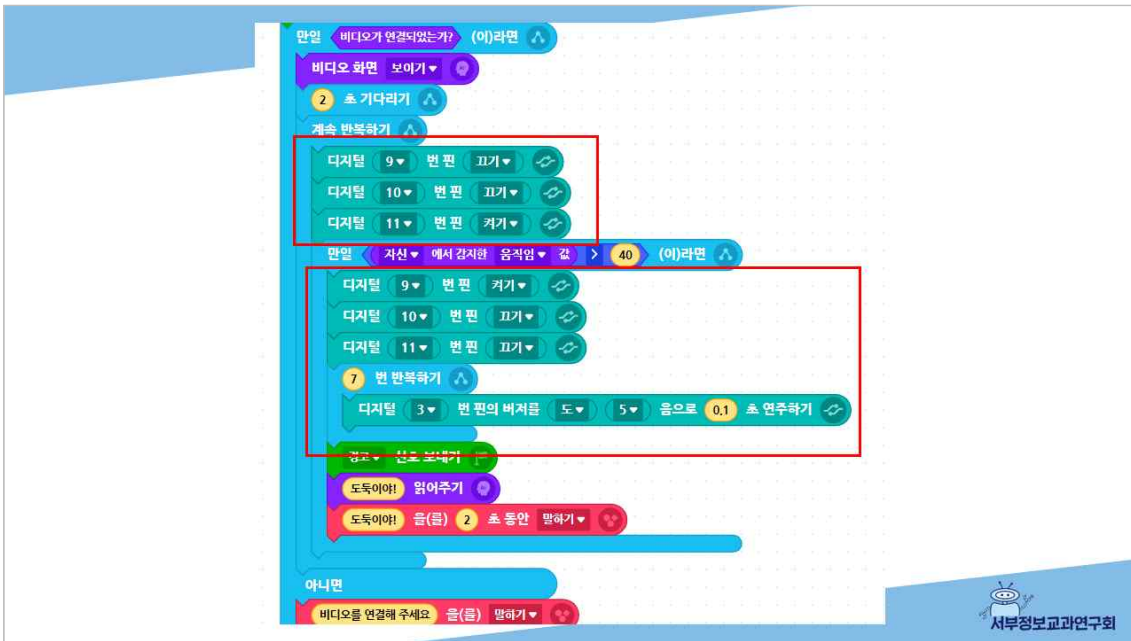 만일 비디오가 연결되었는가? (이)라면
비디오 화면 보이기
2 초 기다리기
계속 반복하기
디지털 9 번 핀 끄기
디지털 10 번 핀 끄기
디지털 11 번 핀 켜기
만일 자신 에서 감지한 움직임 값 > 40 (이)라면
디지털 9 번 핀 켜기
디지털 10 번 핀 끄기
디지털 11 번 핀 끄기
7 번 반복하기
디지털 3 번 핀의 버저를 도 5 음으로 0.1 초 연주하기
경고 신호 보내기
도둑이야! 읽어주기
도둑이야! 을(를) 2 초 동안 말하기
아니면
비디오를 연결해 주세요 을(를) 말하기
서부정보교과연구회